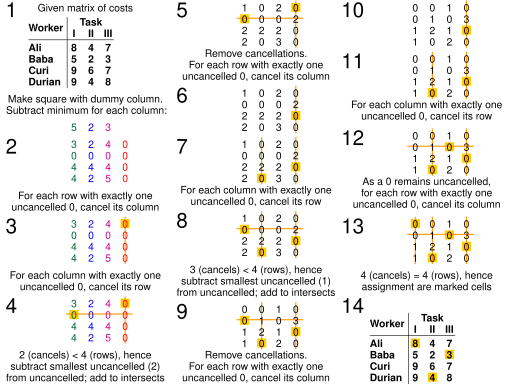 1 Given matrix of costs
Task
Worker I II III
Ali 8 4 7
Baba 5 2 3
Curi 9 6 7
Durian 9 4 8
Make square with dummy column.
Subtract minimum for each column:
5 2 3
2
3 2 4 0
0 0 0 0
4 4 4 0
4 2 5 0
For each row with exactly one
uncancelled 0, cancel its column
3
3 2 4 0
0 0 0 0
4 4 4 0
4 2 5 0
For each column with exactly one
uncancelled 0, cancel its row
4
3 2 4 0
0 0 0 0
4 4 4 0
4 2 5 0
2 (cancels) < 4 (rows), hence
subtract smallest uncancelled (2)
from uncancelled; add to intersects
5
1 0 2 0
0 0 0 2
2 2 2 0
2 0 3 0
Remove cancellations.
For each row with exactly one
uncancelled 0, cancel its column
6
1 0 2 0
0 0 0 2
2 2 2 0
2 0 3 0
7
1 0 2 0
0 0 0 2
2 2 2 0
2 0 3 0
For each column with exactly one
uncancelled 0, cancel its row
8
1 0 2 0
0 0 0 2
2 2 2 0
2 0 3 0
3 (cancels) < 4 (rows), hence
subtract smallest uncancelled (1)
from uncancelled; add to intersects
9
0 0 1 0
0 1 0 3
1 2 1 0
1 0 2 0
Remove cancellations.
For each row with exactly one
uncancelled 0, cancel its column
10
0 0 1 0
0 1 0 3
1 2 1 0
1 0 2 0
11
0 0 1 0
0 1 0 3
1 2 1 0
1 0 2 0
For each column with exactly one
uncancelled 0, cancel its row
12
0 0 1 0
0 1 0 3
1 2 1 0
1 0 2 0
As a 0 remains uncancelled,
for each row with exactly one
uncancelled 0, cancel its column
13
0 0 1 0
0 1 0 3
1 2 1 0
1 0 2 0
4 (cancels) = 4 (rows), hence
assignment are marked cells
14
Task
Worker I II III
Ali 8 4 7
Baba 5 2 3
Curi 9 6 7
Durian 9 4 8